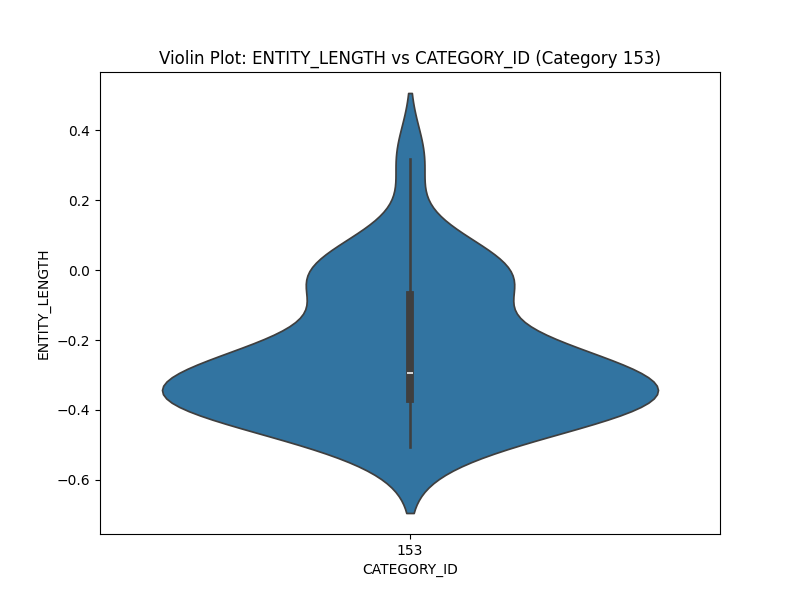 Violin Plot: ENTITY_LENGTH vs CATEGORY_ID (Category 153)
0.4
0.2
0.0
−0.2
−0.4
−0.6
ENTITY_LENGTH
153
CATEGORY_ID